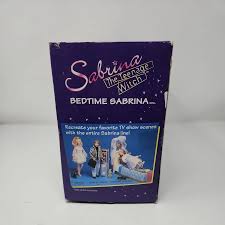 Sabrina
The Teenage
Witch
BEDTIME SABRINA...
Recreate your favorite TV show scenes
with the entire Sabrina line!